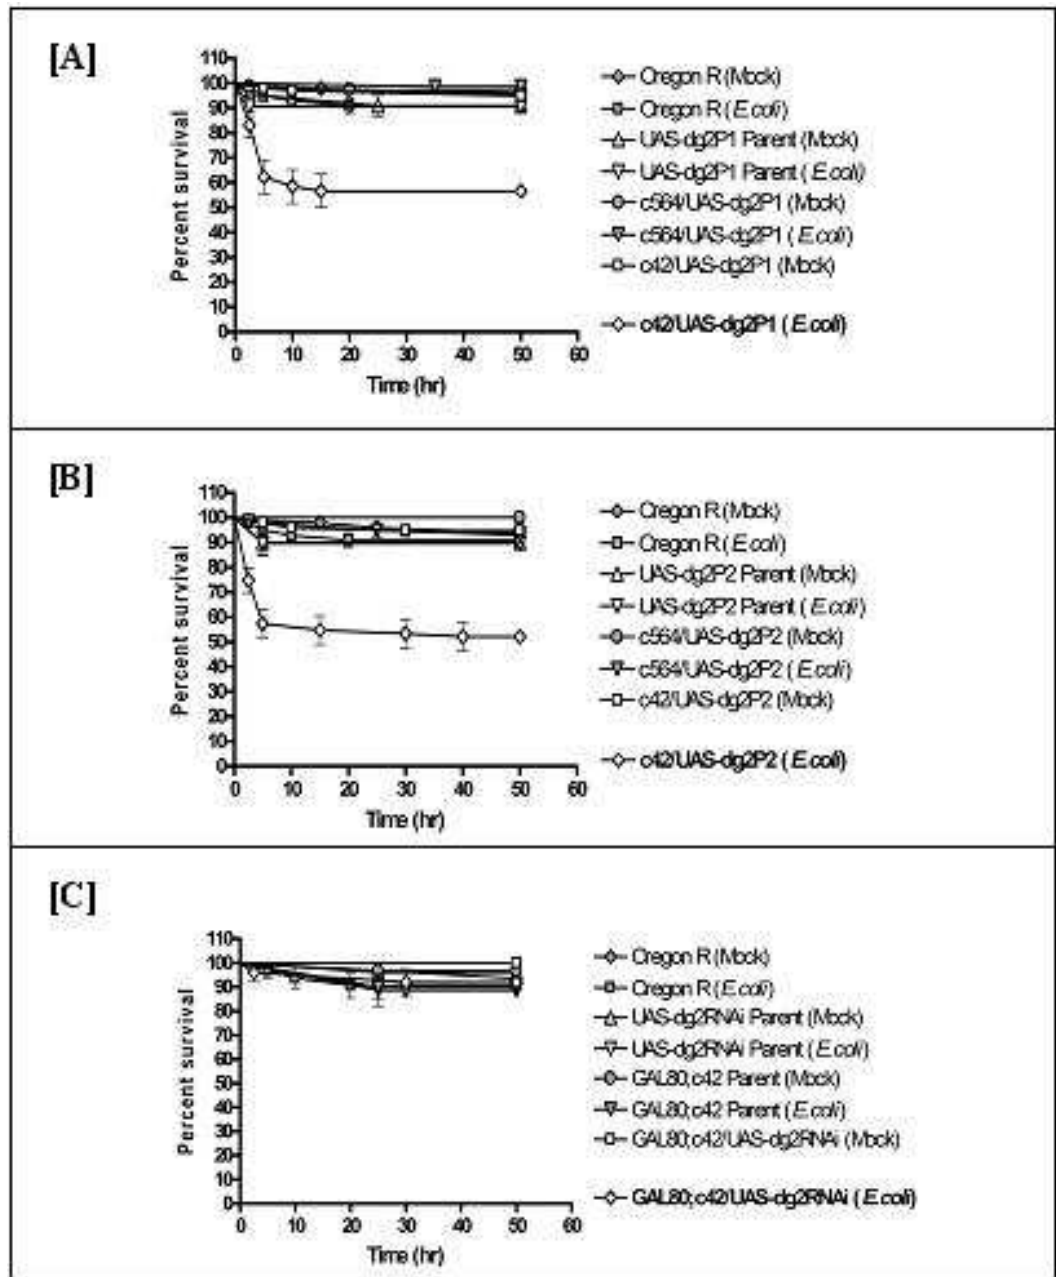 [A]
110
100
90
80
70
60
50
40
30
20
10
0
Percent survival
0 10 20 30 40 50 60
Time (hr)
Oregon R (Mock)
Oregon R (E.coli)
UAS-dg2P1 Parent (Mock)
UAS-dg2P1 Parent ( E.coli)
c564/UAS-dg2P1 (Mock)
c564/UAS-dg2P1 ( E.coli)
c42/UAS-dg2P1 (Mock)
c42/UAS-dg2P1 ( E.coli)
[B]
110
100
90
80
70
60
50
40
30
20
10
0
Percent survival
0 10 20 30 40 50 60
Time (hr)
Oregon R (Mock)
Oregon R ( E.coli)
UAS-dg2P2 Parent (Mock)
UAS-dg2P2 Parent ( E.coli)
c564/UAS-dg2P2 (Mock)
c564/UAS-dg2P2 ( E.coli)
c42/UAS-dg2P2 (Mock)
c42/UAS-dg2P2 ( E.coli)
[C]
110
100
90
80
70
60
50
40
30
20
10
0
Percent survival
0 10 20 30 40 50 60
Time (hr)
Oregon R (Mock)
Oregon R ( E.coli)
UAS-dg2RNAi Parent (Mock)
UAS-dg2RNAi Parent ( E.coli)
GAL80;c42 Parent (Mock)
GAL80;c42 Parent ( E.coli)
GAL80;c42/UAS-dg2RNAi (Mock)
GAL80;c42/UAS-dg2RNAi ( E.coli)